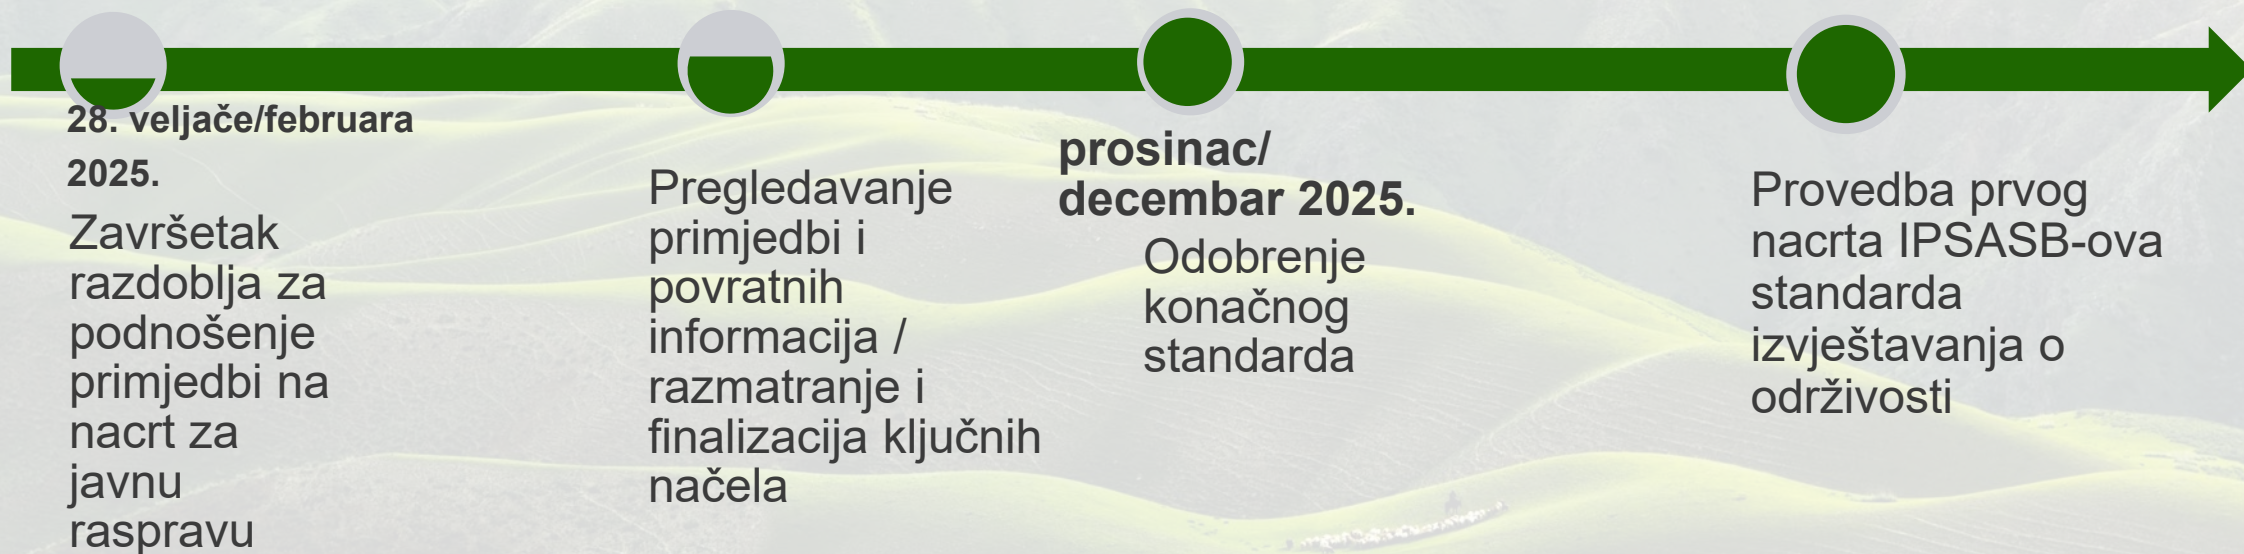 28. veljače/februara
2025.
Završetak
razdoblja za
podnošenje
primjedbi na
nacrt za
javnu
raspravu
Pregledavanje
primjedbi i
povratnih
informacija /
razmatranje i
finalizacija ključnih
načela
prosinac/
decembar 2025.
Odobrenje
konačnog
standarda
Provedba prvog
nacrta IPSASB-ova
standarda
izvještavanja o
održivosti